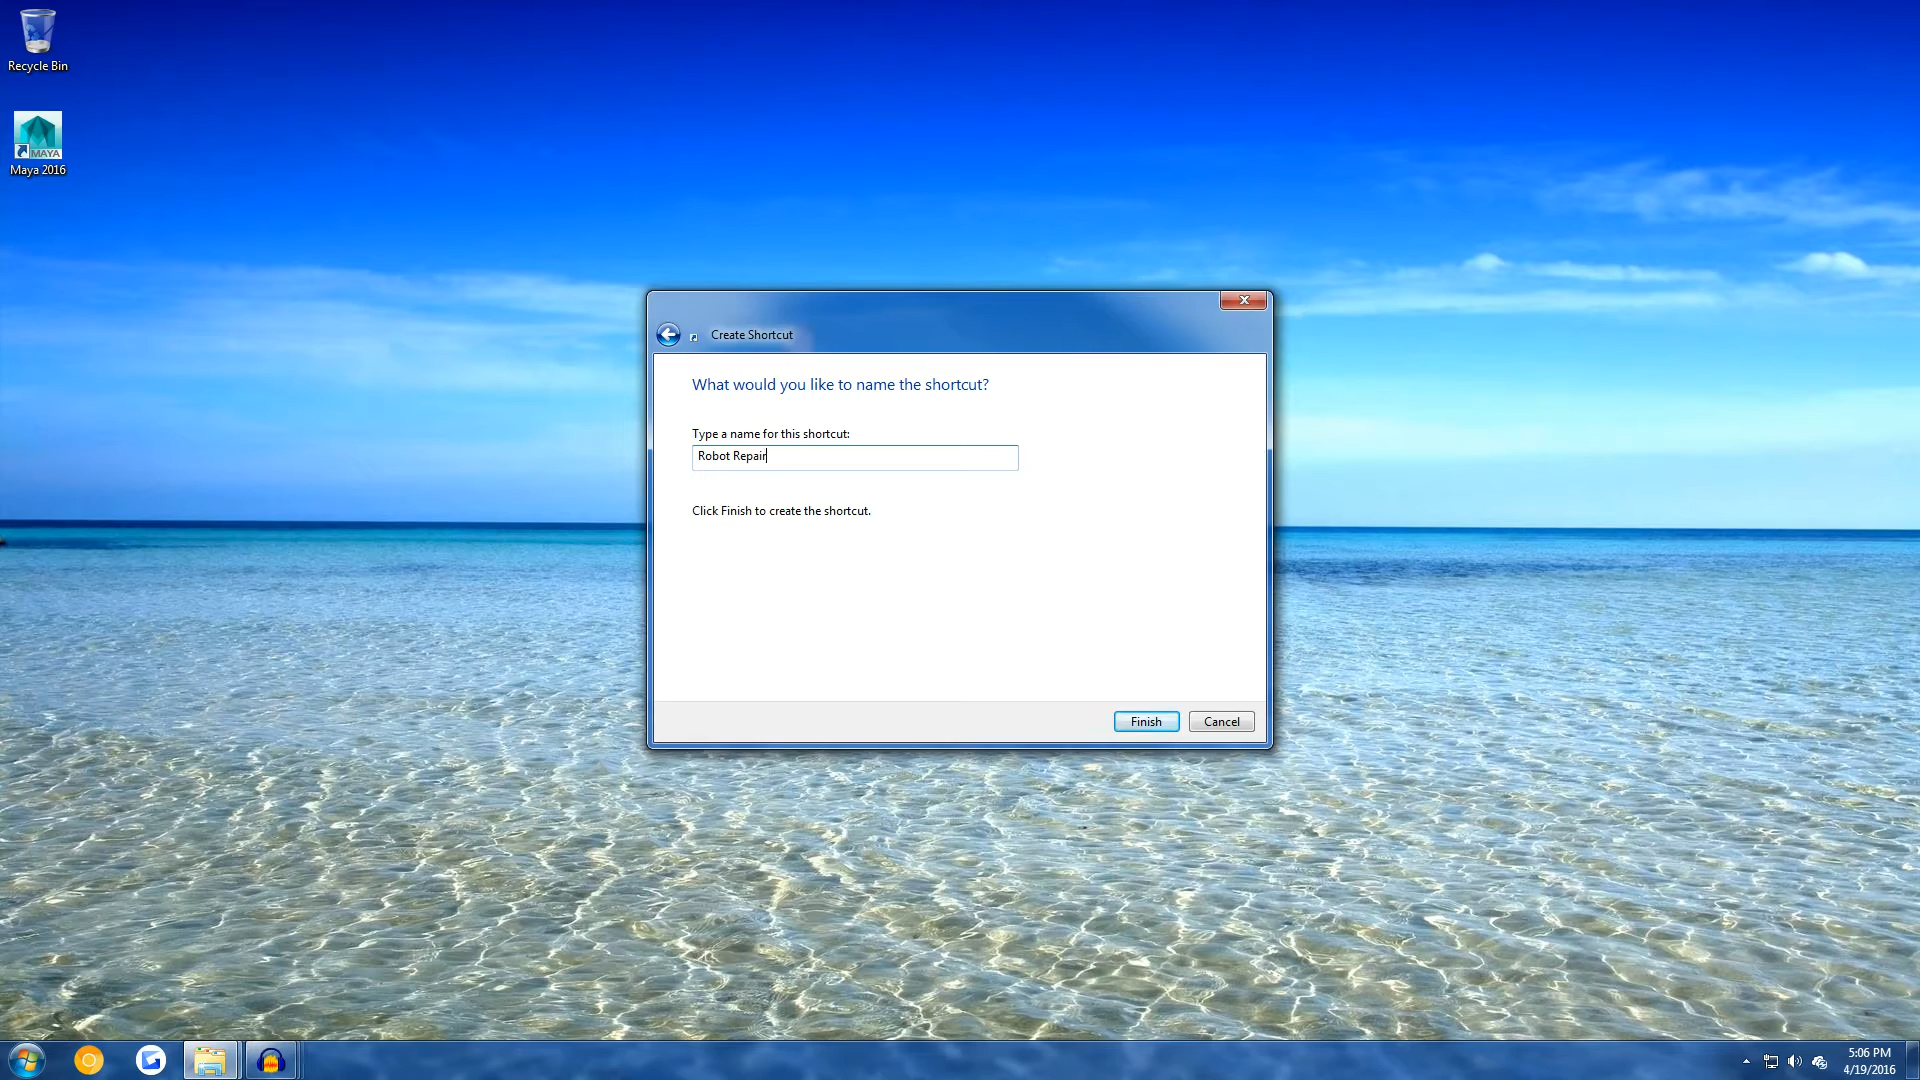 Recycle Bin
MAYA
Maya 2016
Create Shortcut
What would you like to name the shortcut?
Type a name for this shortcut:
Robot Repair
Click Finish to create the shortcut.
Finish
Cancel
5:06 PM
4/19/2016